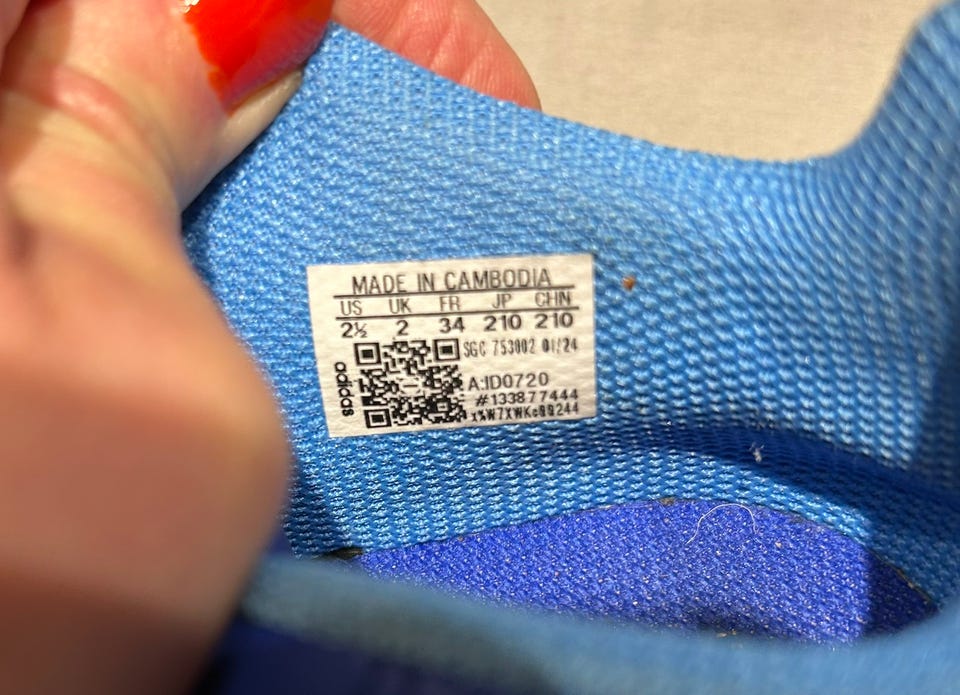 MADE IN CAMBODIA
US UK FR JP CHN
2½ 2 34 210 210
SGC 753002 01/24
adidas
A:ID0720
#133877444